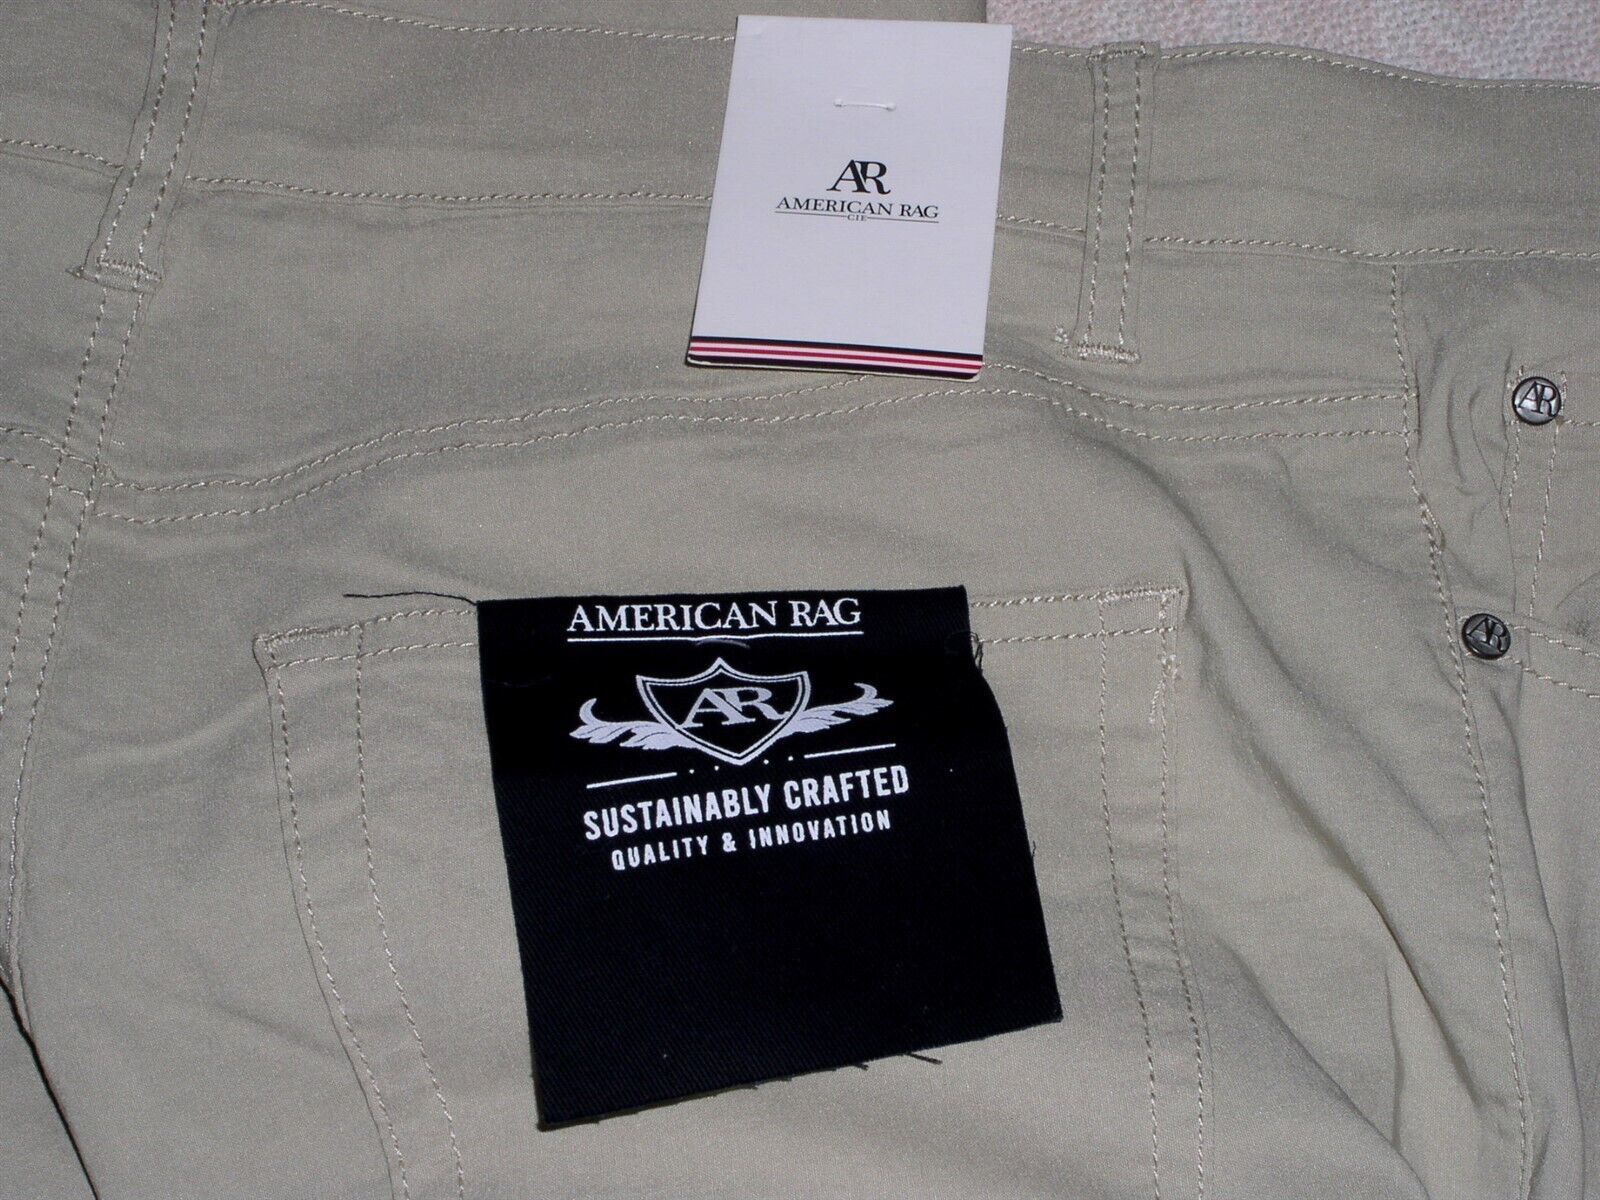 AR
AMERICAN RAG
CIE
AR
AR
AMERICAN RAG
AR
SUSTAINABLY CRAFTED
QUALITY & INNOVATION